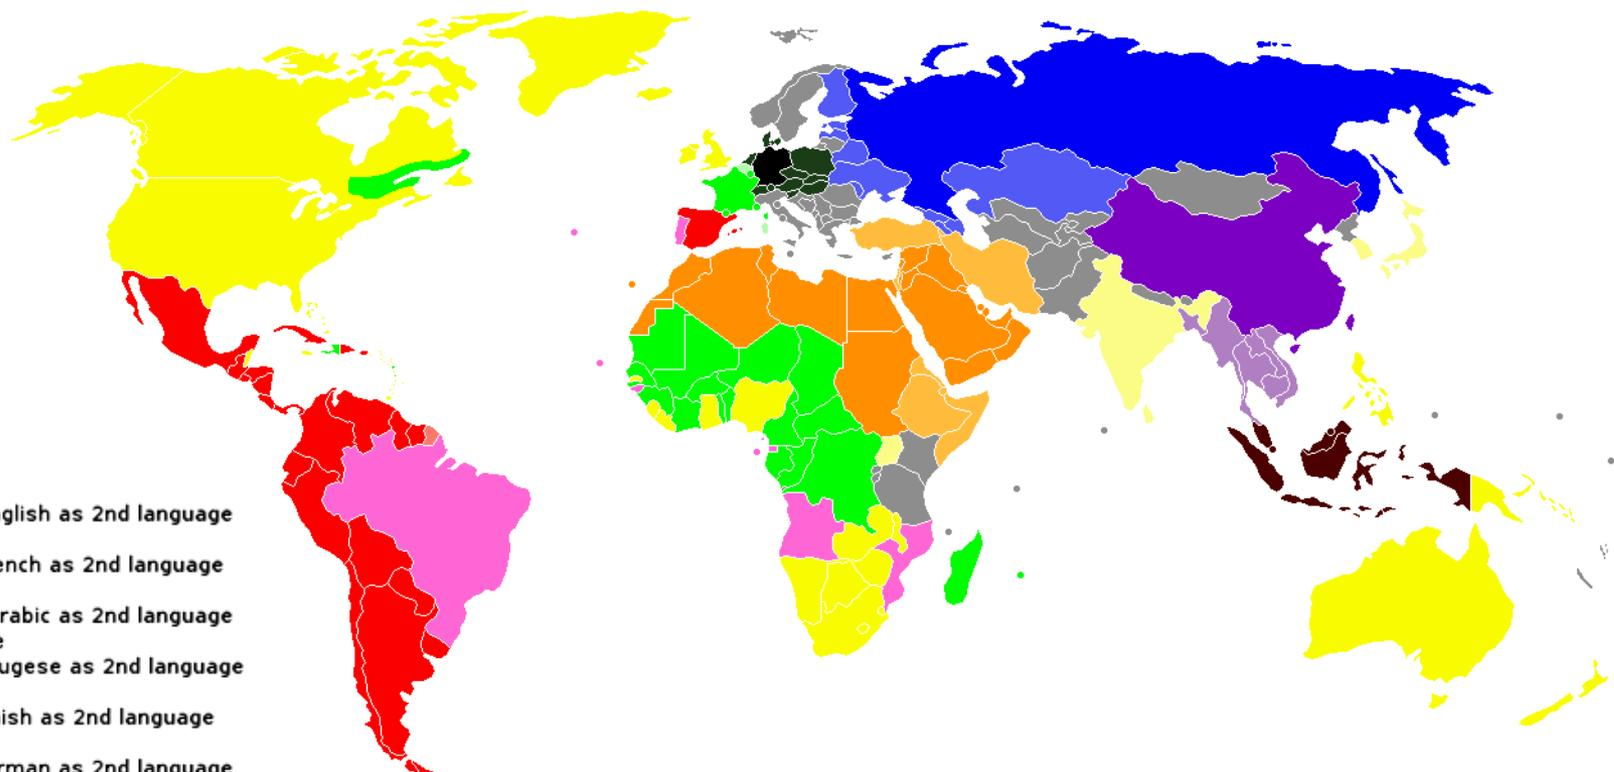 nglish as 2nd language
ench as 2nd language
rabic as 2nd language
e
ugese as 2nd language
ish as 2nd language
rman as 2nd language